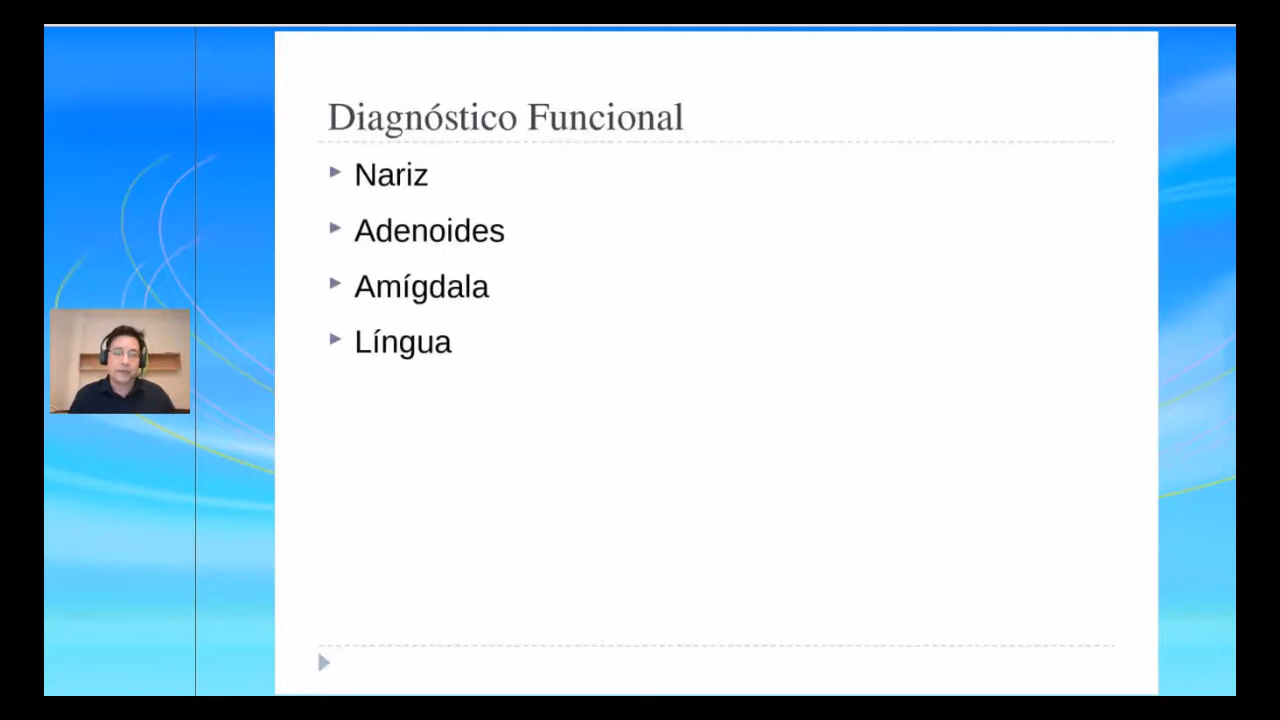 Diagnóstico Funcional
Nariz
Adenoides
Amígdala
Língua